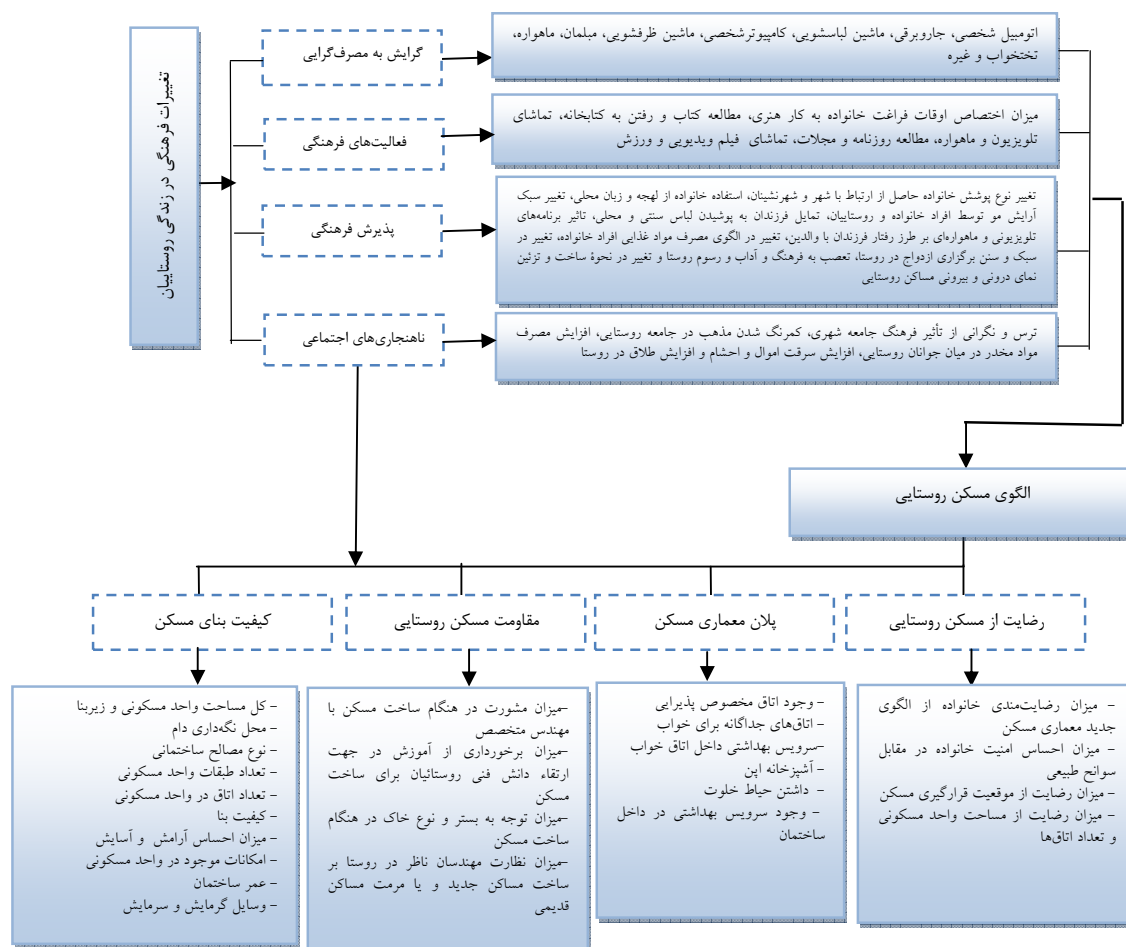 تغییرات فرهنگی در زندگی روستاییان
گرایش به مصرف‌گرایی
اتومبیل شخصی، جاروبرقی، ماشین لباسشویی، کامپیوترشخصی، ماشین ظرفشویی، مبلمان، ماهواره،
تختخواب و غیره
فعالیت‌های فرهنگی
میزان اختصاص اوقات فراغت خانواده به کار هنری، مطالعه کتاب و رفتن به کتابخانه، تماشای
تلویزیون و ماهواره، مطالعه روزنامه و مجلات، تماشای فیلم ویدیویی و ورزش
پذیرش فرهنگی
تغییر نوع پوشش خانواده حاصل از ارتباط با شهر و شهرنشینان، استفاده خانواده از لهجه و زبان محلی، تغییر سبک
آرایش مو توسط افراد خانواده و روستاییان، تمایل فرزندان به پوشیدن لباس سنتی و محلی، تاثیر برنامه‌های
تلویزیونی و ماهواره‌ای بر طرز رفتار فرزندان با والدین، تغییر در الگوی مصرف مواد غذایی افراد خانواده، تغییر در
سبک و سنن برگزاری ازدواج در روستا، تعصب به فرهنگ و آداب و رسوم روستا و تغییر در نحوۀ ساخت و تزئین
نمای درونی و بیرونی مساکن روستایی
ناهنجاری‌های اجتماعی
ترس و نگرانی از تأثیر فرهنگ جامعه شهری، کمرنگ شدن مذهب در جامعه روستایی، افزایش مصرف
مواد مخدر در میان جوانان روستایی، افزایش سرقت اموال و احشام و افزایش طلاق در روستا
الگوی مسکن روستایی
رضایت از مسکن روستایی
– میزان رضایت‌مندی خانواده از الگوی
جدید معماری مسکن
– میزان احساس امنیت خانواده در مقابل
سوانح طبیعی
– میزان رضایت از موقعیت قرارگیری مسکن
– میزان رضایت از مساحت واحد مسکونی
و تعداد اتاق‌ها
پلان معماری مسکن
– وجود اتاق مخصوص پذیرایی
– اتاق‌های جداگانه برای خواب
–سرویس بهداشتی داخل اتاق خواب
– آشپزخانه اپن
– داشتن حیاط خلوت
– وجود سرویس بهداشتی در داخل
ساختمان
مقاومت مسکن روستایی
–میزان مشورت در هنگام ساخت مسکن با
مهندس متخصص
–میزان برخورداری از آموزش در جهت
ارتقاء دانش فنی روستائیان برای ساخت
مسکن
–میزان توجه به بستر و نوع خاک در هنگام
ساخت مسکن
–میزان نظارت مهندسان ناظر در روستا بر
ساخت مساکن جدید و یا مرمت مساکن
قدیمی
کیفیت بنای مسکن
– کل مساحت واحد مسکونی و زیربنا
– محل نگه‌داری دام
– نوع مصالح ساختمانی
– تعداد طبقات واحد مسکونی
– تعداد اتاق در واحد مسکونی
– کیفیت بنا
– میزان احساس آرامش و آسایش
– امکانات موجود در واحد مسکونی
– عمر ساختمان
– وسایل گرمایش و سرمایش